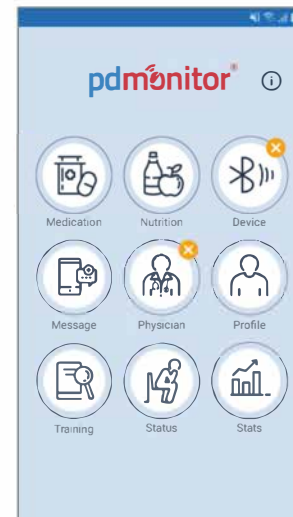 pdmonitor®
Medication Nutrition Device
Message Physician Profile
Training Status Stats